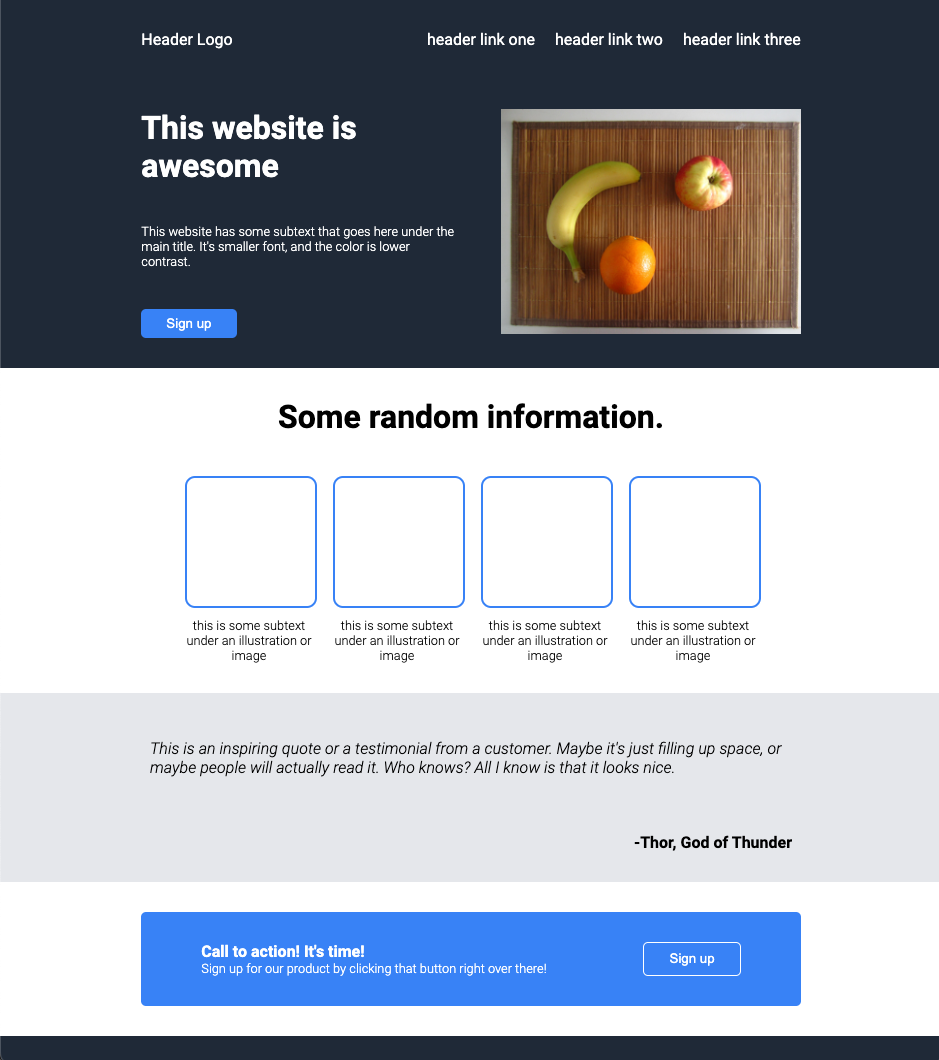 Header Logo
header link one
header link two
header link three
This website is
awesome
This website has some subtext that goes here under the
main title. It's smaller font, and the color is lower
contrast.
Sign up
Some random information.
this is some subtext
under an illustration or
image
this is some subtext
under an illustration or
image
this is some subtext
under an illustration or
image
this is some subtext
under an illustration or
image
This is an inspiring quote or a testimonial from a customer. Maybe it's just filling up space, or
maybe people will actually read it. Who knows? All I know is that it looks nice.
-Thor, God of Thunder
Call to action! It's time!
Sign up for our product by clicking that button right over there!
Sign up